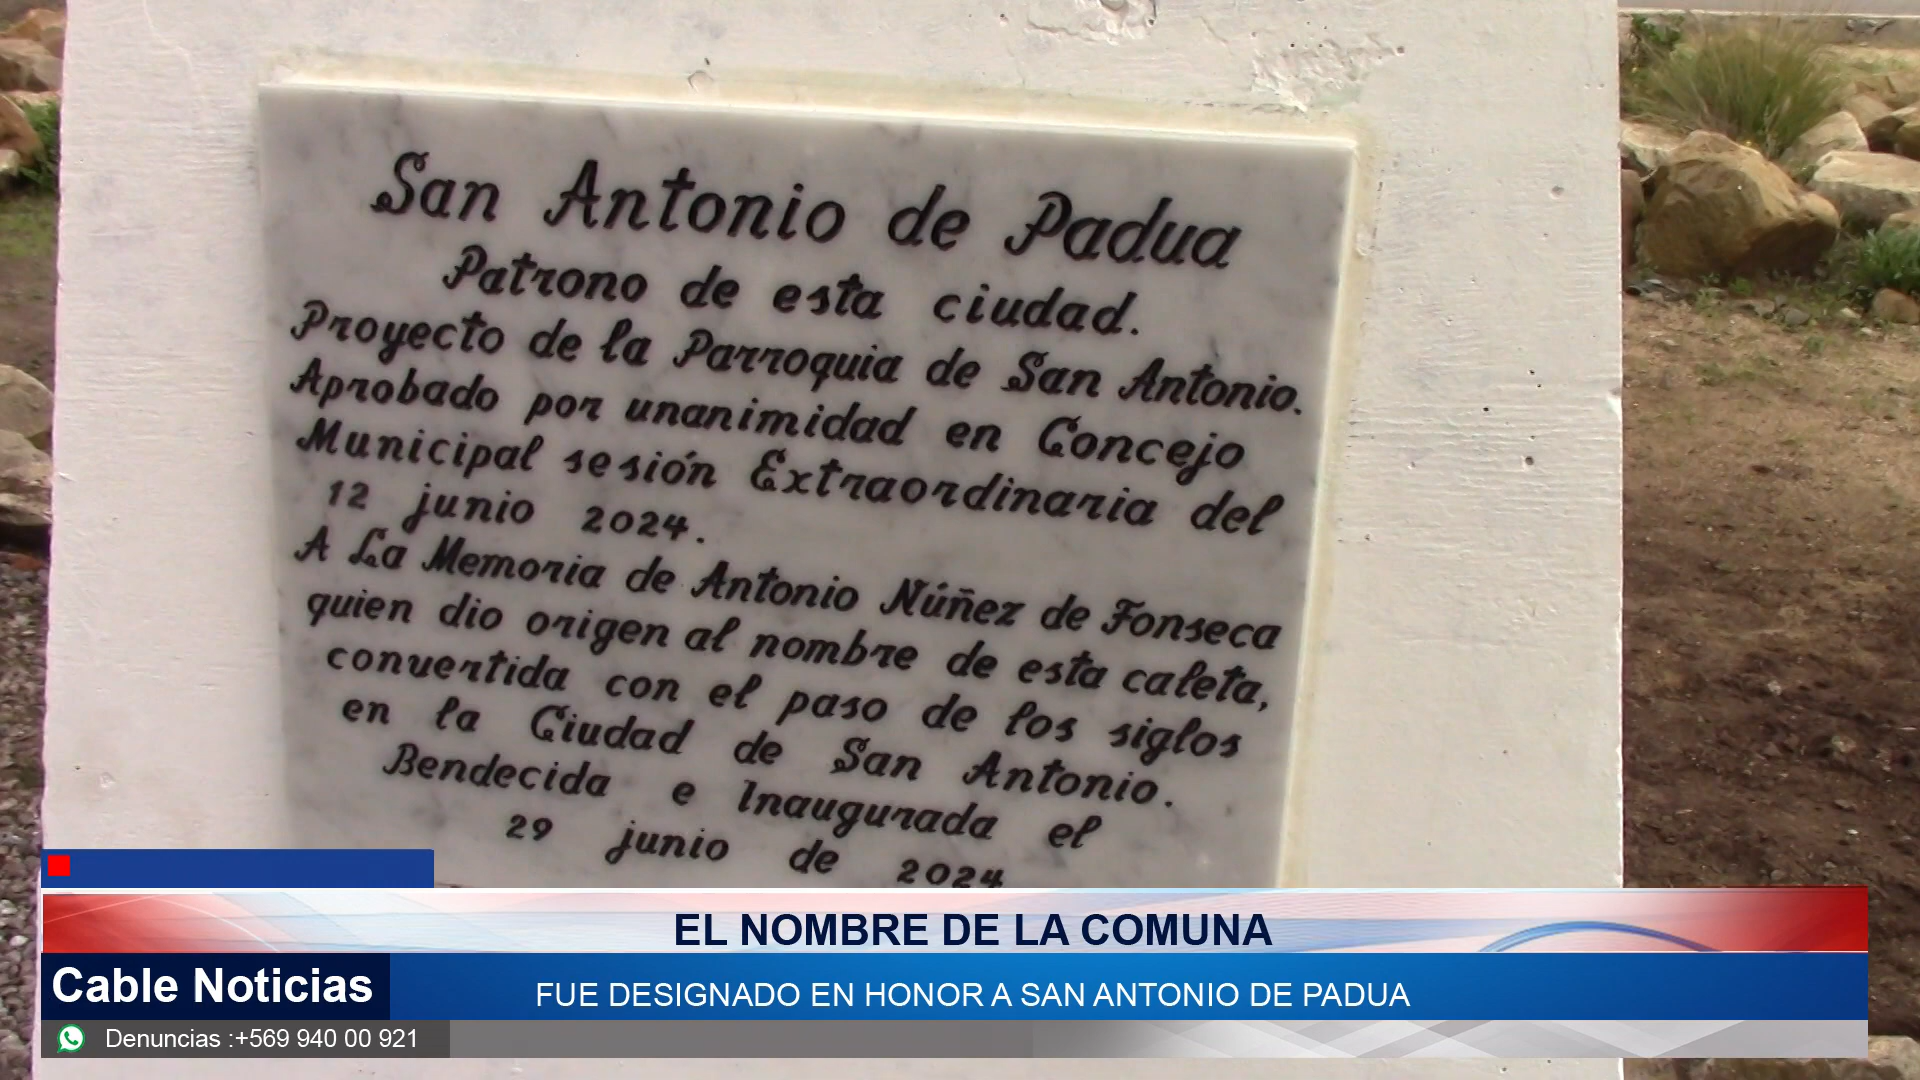 San Antonio de Padua
Patrono de esta ciudad.
Proyecto de la Parroquia de San Antonio.
Aprobado por unanimidad en Concejo
Municipal sesión Extraordinaria del
12 junio 2024.
A La Memoria de Antonio Núñez de Fonseca
quien dio origen al nombre de esta caleta,
convertida con el paso de los siglos
en la Ciudad de San Antonio.
Bendecida e Inaugurada el
29 junio de 2024
EL NOMBRE DE LA COMUNA
Cable Noticias
FUE DESIGNADO EN HONOR A SAN ANTONIO DE PADUA
Denuncias :+569 940 00 921